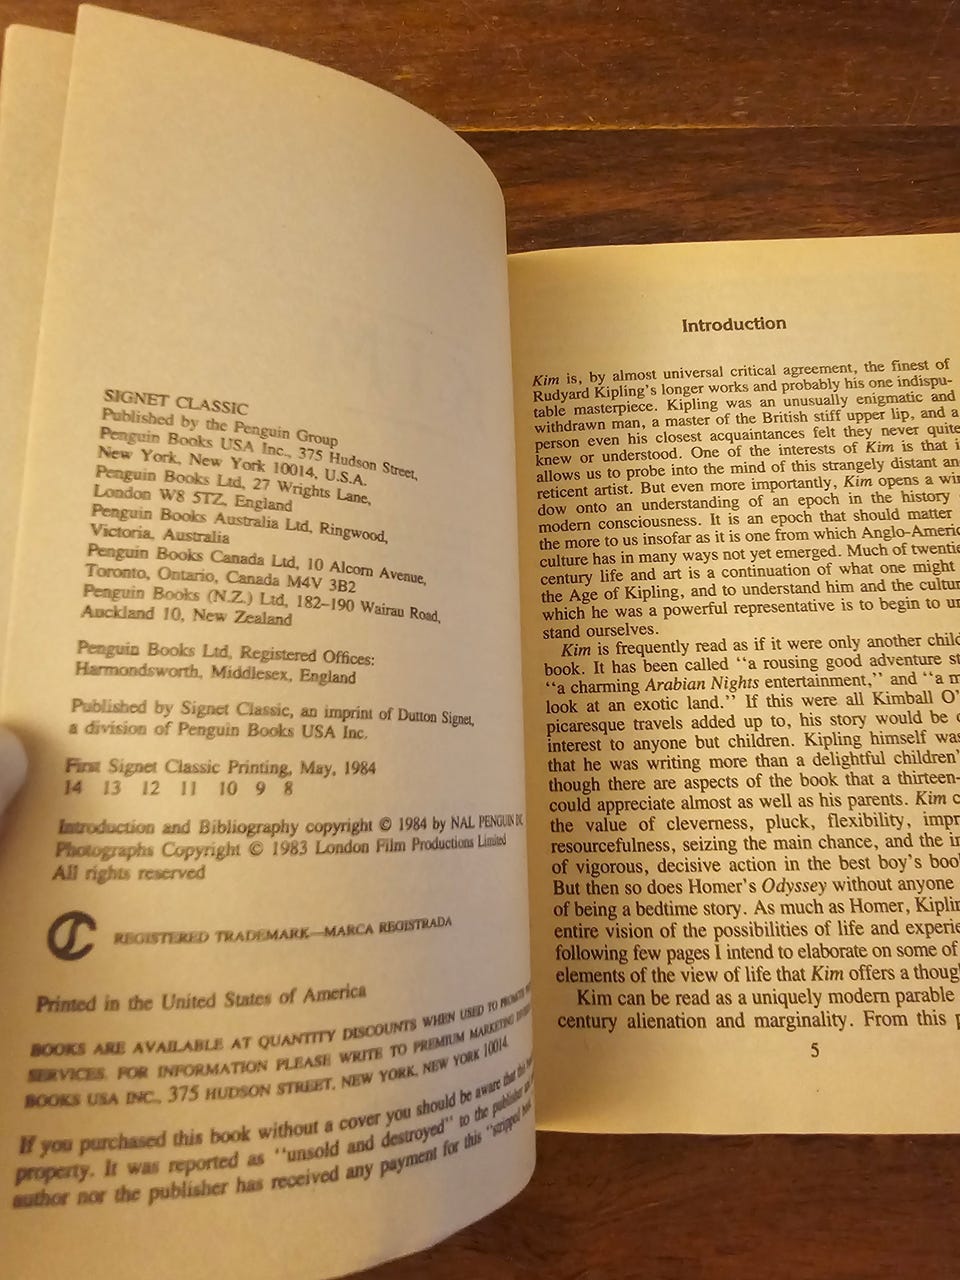 SIGNET CLASSIC
Published by the Penguin Group
Penguin Books USA Inc., 375 Hudson Street,
New York, New York 10014, U.S.A.
Penguin Books Ltd, 27 Wrights Lane,
London W8 5TZ, England
Penguin Books Australia Ltd, Ringwood,
Victoria, Australia
Penguin Books Canada Ltd, 10 Alcorn Avenue,
Toronto, Ontario, Canada M4V 3B2
Penguin Books (N.Z.) Ltd, 182–190 Wairau Road,
Auckland 10, New Zealand
Penguin Books Ltd, Registered Offices:
Harmondsworth, Middlesex, England
Published by Signet Classic, an imprint of Dutton Signet,
a division of Penguin Books USA Inc.
First Signet Classic Printing, May, 1984
14 13 12 11 10 9 8
Introduction and Bibliography copyright © 1984 by NAL PENGUIN
Photographs Copyright © 1983 London Film Productions Limited
All rights reserved
REGISTERED TRADEMARK—MARCA REGISTRADA
Printed in the United States of America
BOOKS ARE AVAILABLE AT QUANTITY DISCOUNTS WHEN USED TO PROMOTE
SERVICES. FOR INFORMATION PLEASE WRITE TO PREMIUM MARKETING
BOOKS USA INC., 375 HUDSON STREET, NEW YORK, NEW YORK 10014.
If you purchased this book without a cover you should be aware that this
property. It was reported as "unsold and destroyed" to the publisher
author nor the publisher has received any payment for this "stripped
Introduction
Kim is, by almost universal critical agreement, the finest of
Rudyard Kipling's longer works and probably his one indispu-
table masterpiece. Kipling was an unusually enigmatic and
withdrawn man, a master of the British stiff upper lip, and a
person even his closest acquaintances felt they never quite
knew or understood. One of the interests of Kim is that i
allows us to probe into the mind of this strangely distant an
reticent artist. But even more importantly, Kim opens a win
dow onto an understanding of an epoch in the history
modern consciousness. It is an epoch that should matter
the more to us insofar as it is one from which Anglo-Americ
culture has in many ways not yet emerged. Much of twentie
century life and art is a continuation of what one might
the Age of Kipling, and to understand him and the cultur
which he was a powerful representative is to begin to un
stand ourselves.
Kim is frequently read as if it were only another child
book. It has been called "a rousing good adventure st
"a charming Arabian Nights entertainment," and "a m
look at an exotic land." If this were all Kimball O'
picaresque travels added up to, his story would be o
interest to anyone but children. Kipling himself was
that he was writing more than a delightful children'
though there are aspects of the book that a thirteen-
could appreciate almost as well as his parents. Kim c
the value of cleverness, pluck, flexibility, impr
resourcefulness, seizing the main chance, and the in
of vigorous, decisive action in the best boy's boo
But then so does Homer's Odyssey without anyone
of being a bedtime story. As much as Homer, Kiplin
entire vision of the possibilities of life and experie
following few pages I intend to elaborate on some of
elements of the view of life that Kim offers a thoug
Kim can be read as a uniquely modern parable
century alienation and marginality. From this p
5